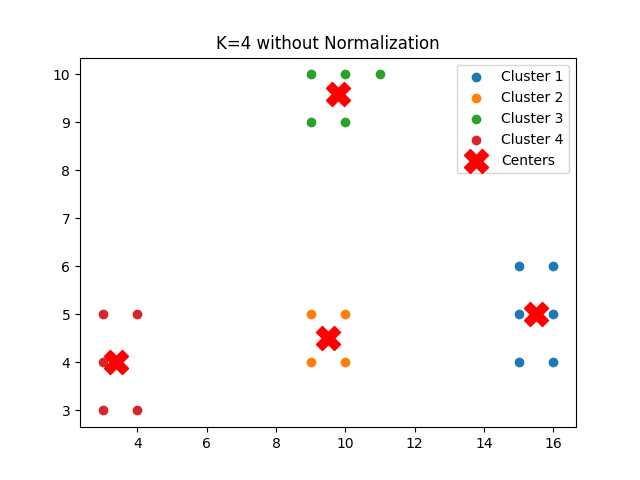 K=4 without Normalization
Cluster 1
Cluster 2
Cluster 3
Cluster 4
Centers
10
9
8
7
6
5
4
3
4 6 8 10 12 14 16